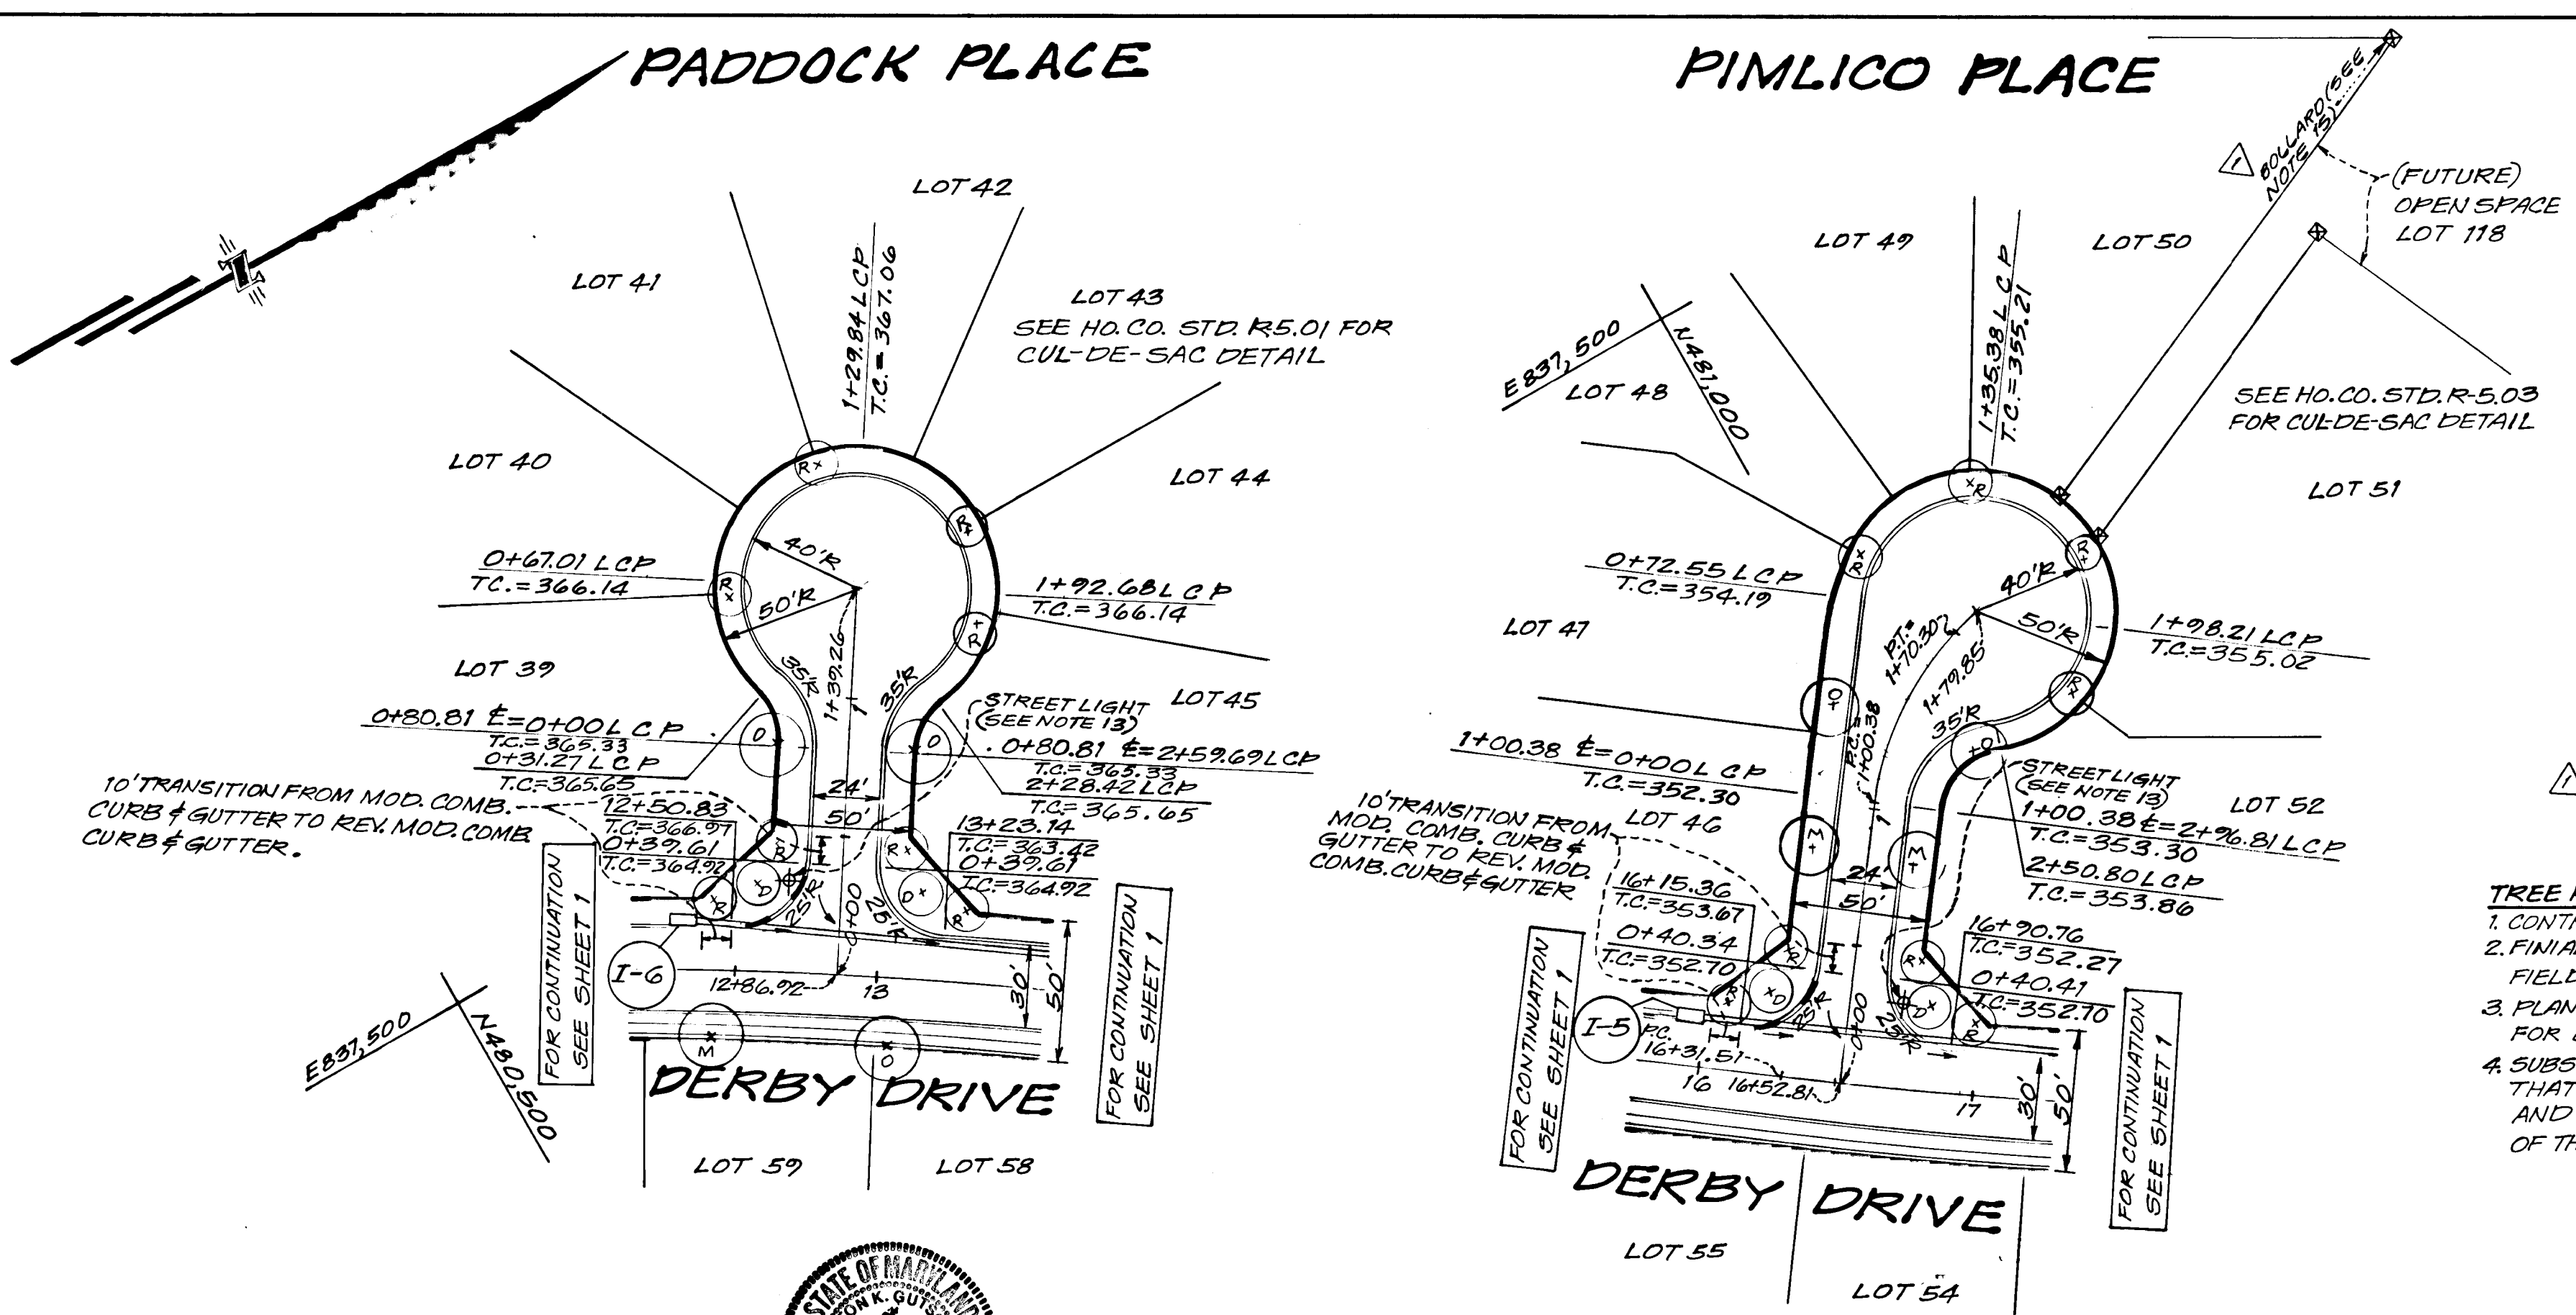 PADDOCK PLACE
LOT 42
LOT 41
1+29.84 L C P
T.C.=367.06
LOT 43
SEE HO. CO. STD. R5.01 FOR
CUL-DE-SAC DETAIL
LOT 40
LOT 44
R
R
40'R
0+67.01 L C P
T.C.=366.14
R
50'R
1+92.68 L C P
T.C.=366.14
R
1+39.26
LOT 39
35'R
35'R
STREET LIGHT
(SEE NOTE 13)
LOT 45
0+80.81 ℄=0+00 L C P
T.C.=365.33
0+31.27 L C P
T.C=365.65
O
1
O
0+80.81 ℄=2+59.69 L C P
T.C.=365.33
2+28.42 LCP
T.C.=365.65
10' TRANSITION FROM MOD. COMB.
CURB & GUTTER TO REV. MOD. COMB.
CURB & GUTTER.
24'
50'
12+50.83
T.C=366.97
0+39.61
T.C=364.92
13+23.14
T.C=363.42
0+39.61
T.C=364.92
R
R
D
D
R
R
25'R
25'R
0+00
FOR CONTINUATION
SEE SHEET 1
I-6
12+86.92
13
30'
50'
FOR CONTINUATION
SEE SHEET 1
E837,500
N480,500
M
O
DERBY DRIVE
LOT 59
LOT 58
STATE OF MARYLAND
PIMLICO PLACE
1
BOLLARD (SEE
NOTE 15)
(FUTURE)
OPEN SPACE
LOT 118
LOT 49
LOT 50
1+35.38 L C P
T.C.=355.21
E 837,500
N481,000
LOT 48
SEE HO.CO.STD.R-5.03
FOR CUL-DE-SAC DETAIL
LOT 51
R
R
R
0+72.55 L C P
T.C.=354.19
40'R
50'R
LOT 47
P.T.=
1+70.30
1+79.85
1+98.21 LCP
T.C.=355.02
R
O
P.C.=
1+00.38
35'R
O
1+00.38 ℄=0+00 L C P
T.C.=352.30
STREET LIGHT
(SEE NOTE 13)
LOT 52
1+00.38 ℄=2+96.81 LCP
T.C.=353.30
2+50.80 LCP
T.C.=353.86
1
LOT 46
10' TRANSITION FROM
MOD. COMB. CURB &
GUTTER TO REV. MOD.
COMB. CURB & GUTTER
M
M
24'
50'
16+15.36
T.C.=353.67
0+40.34
T.C=352.70
16+90.76
T.C.=352.27
0+40.41
T.C=352.70
R
R
D
D
R
R
25'R
25'R
0+00
FOR CONTINUATION
SEE SHEET 1
I-5
P.C.
16+31.51
16
16+52.81
17
30'
50'
FOR CONTINUATION
SEE SHEET 1
DERBY DRIVE
LOT 55
LOT 54
1
TREE
1. CONT
2. FINIA
FIELD
3. PLAN
FOR
4. SUBS
THAT
AND
OF TH